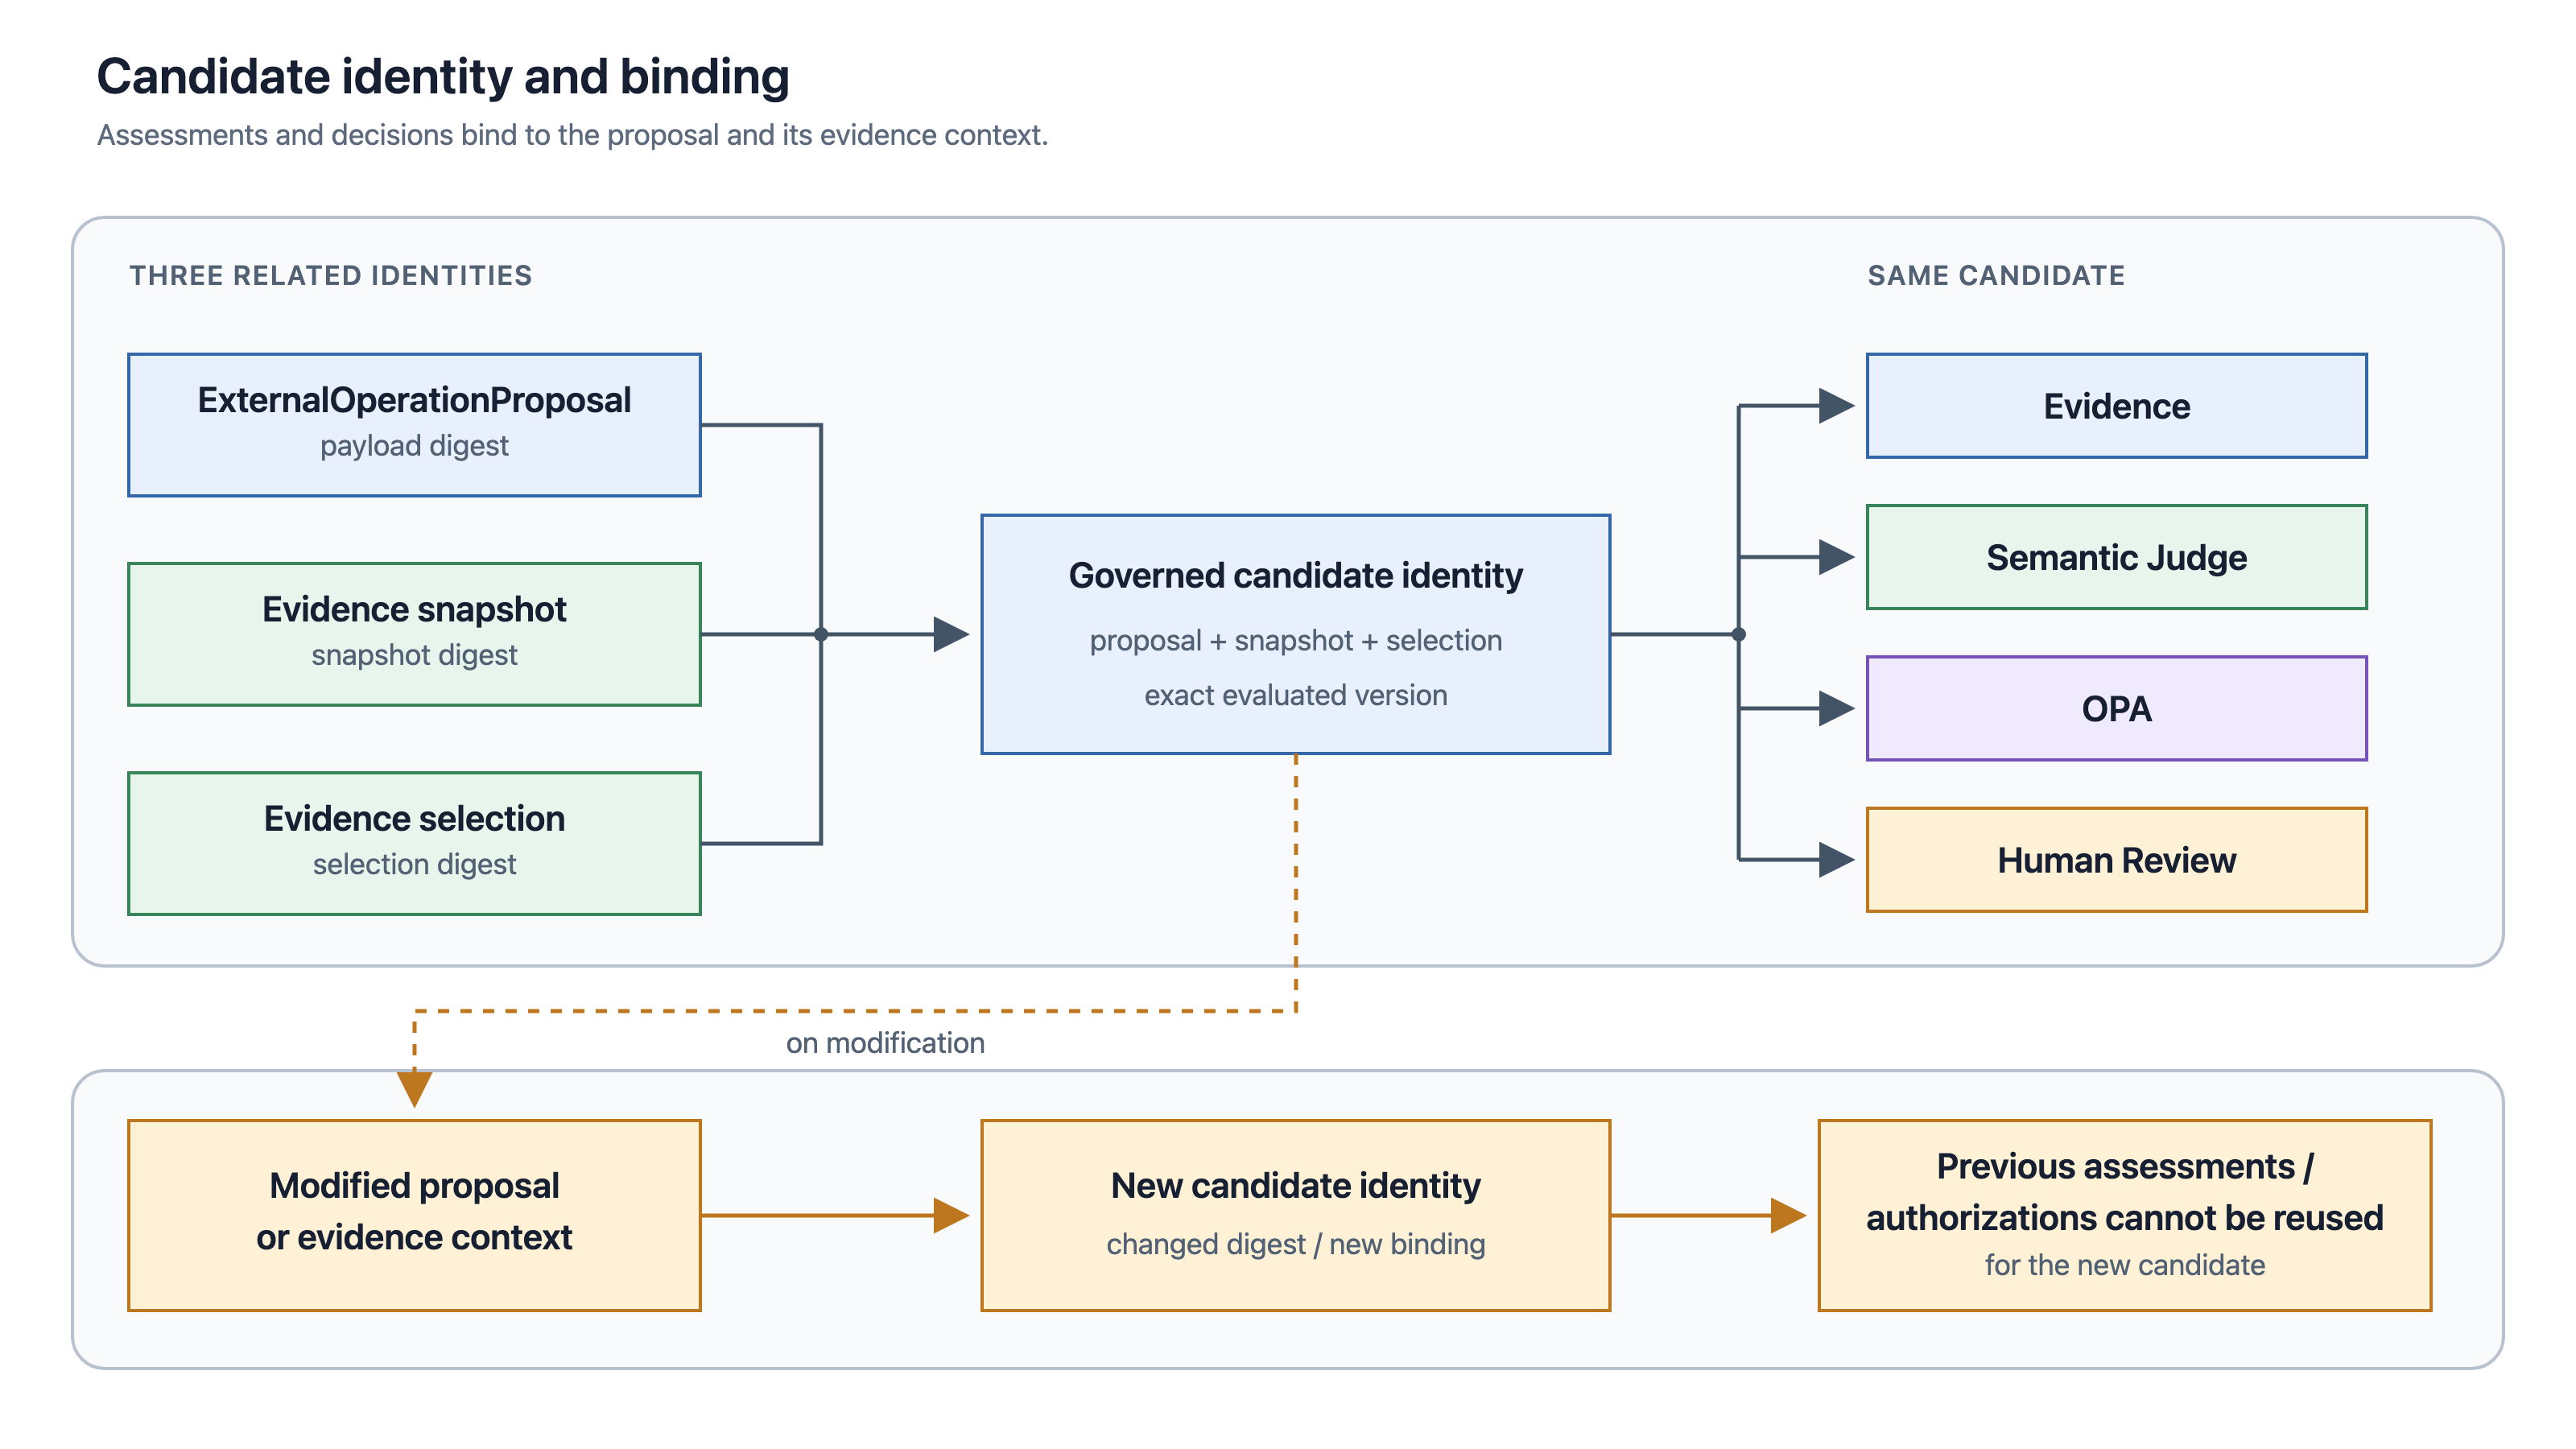 Candidate identity and binding
Assessments and decisions bind to the proposal and its evidence context.
THREE RELATED IDENTITIES
SAME CANDIDATE
ExternalOperationProposal
payload digest
Evidence snapshot
snapshot digest
Evidence selection
selection digest
Governed candidate identity
proposal + snapshot + selection
exact evaluated version
Evidence
Semantic Judge
OPA
Human Review
on modification
Modified proposal
or evidence context
New candidate identity
changed digest / new binding
Previous assessments /
authorizations cannot be reused
for the new candidate